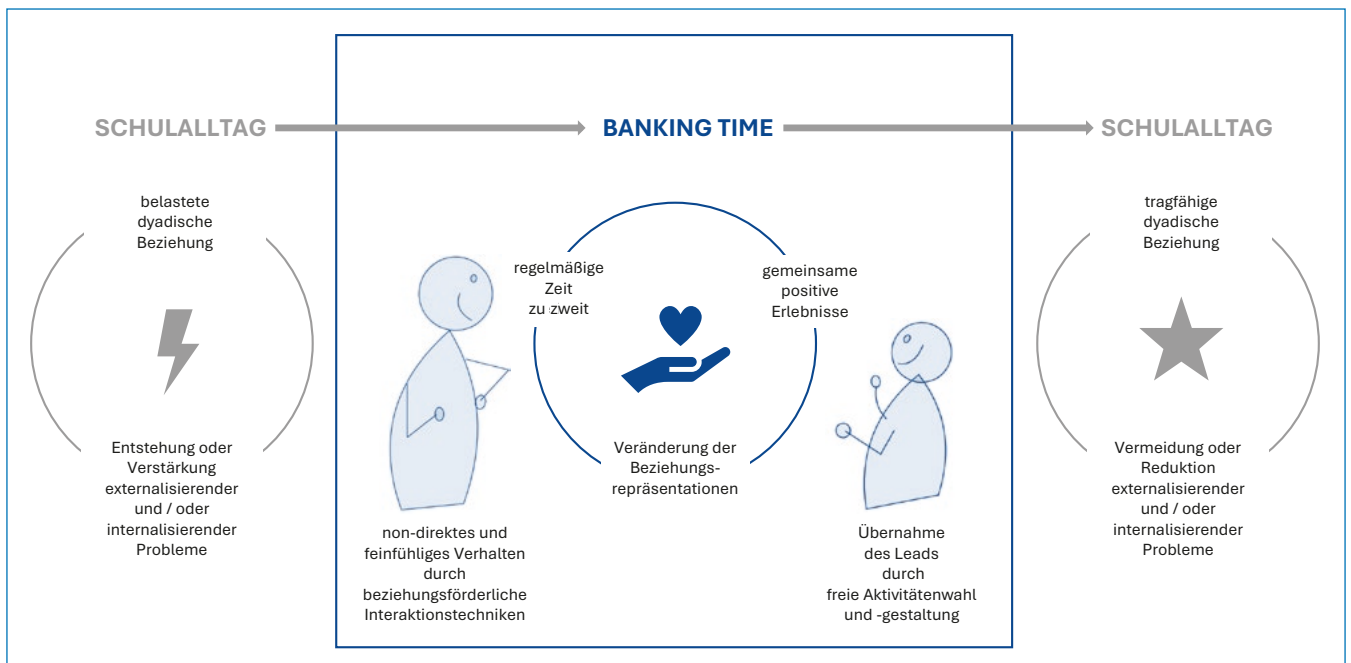 SCHULALLTAG
BANKING TIME
SCHULALLTAG
belastete
dyadische
Beziehung
Entstehung oder
Verstärkung
externalisierender
und / oder
internalisierender
Probleme
regelmäßige
Zeit
zu zweit
gemeinsame
positive
Erlebnisse
Veränderung der
Beziehungs-
repräsentationen
non-direktes und
feinfühliges Verhalten
durch
beziehungsförderliche
Interaktionstechniken
Übernahme
des Leads
durch
freie Aktivitätenwahl
und -gestaltung
tragfähige
dyadische
Beziehung
Vermeidung oder
Reduktion
externalisierender
und / oder
internalisierender
Probleme